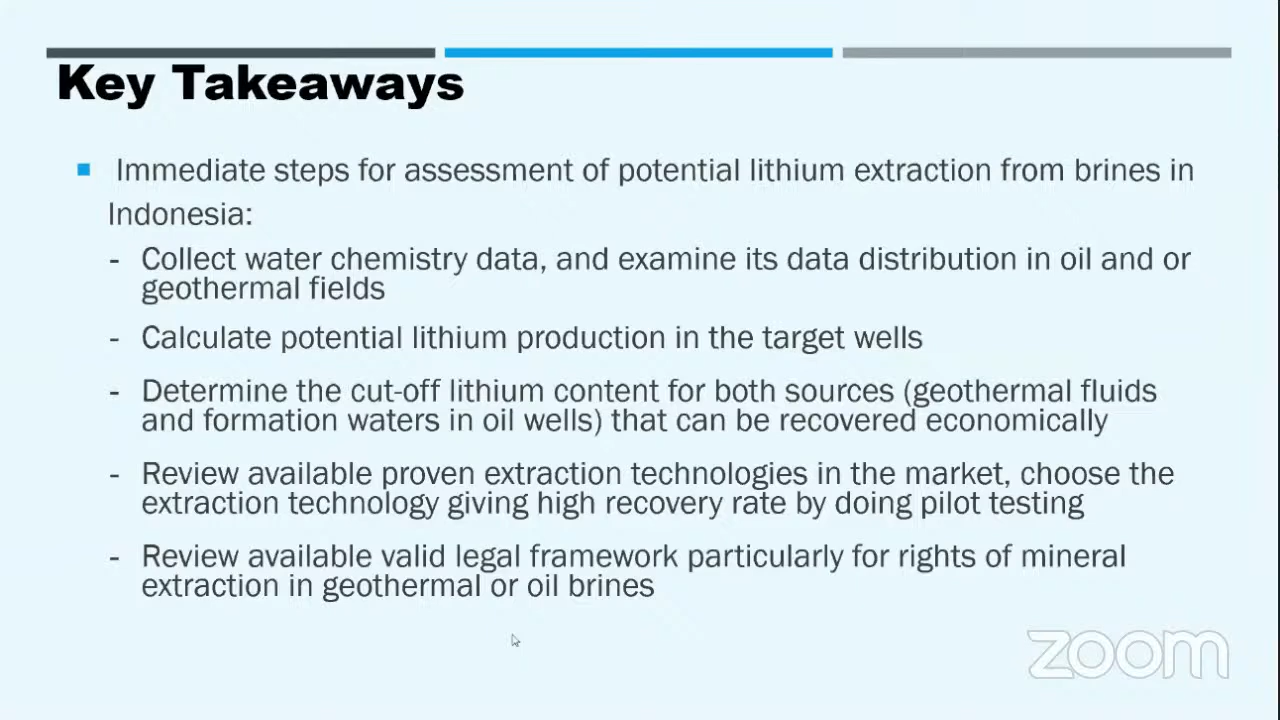 Key Takeaways
▪ Immediate steps for assessment of potential lithium extraction from brines in
Indonesia:
- Collect water chemistry data, and examine its data distribution in oil and or
geothermal fields
- Calculate potential lithium production in the target wells
- Determine the cut-off lithium content for both sources (geothermal fluids
and formation waters in oil wells) that can be recovered economically
- Review available proven extraction technologies in the market, choose the
extraction technology giving high recovery rate by doing pilot testing
- Review available valid legal framework particularly for rights of mineral
extraction in geothermal or oil brines
zoom